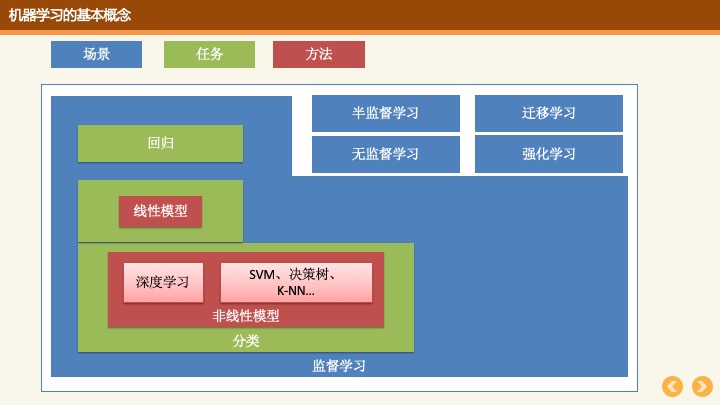 机器学习的基本概念
场景
任务
方法
半监督学习
迁移学习
无监督学习
强化学习
回归
线性模型
深度学习
SVM、决策树、
K-NN...
非线性模型
分类
监督学习